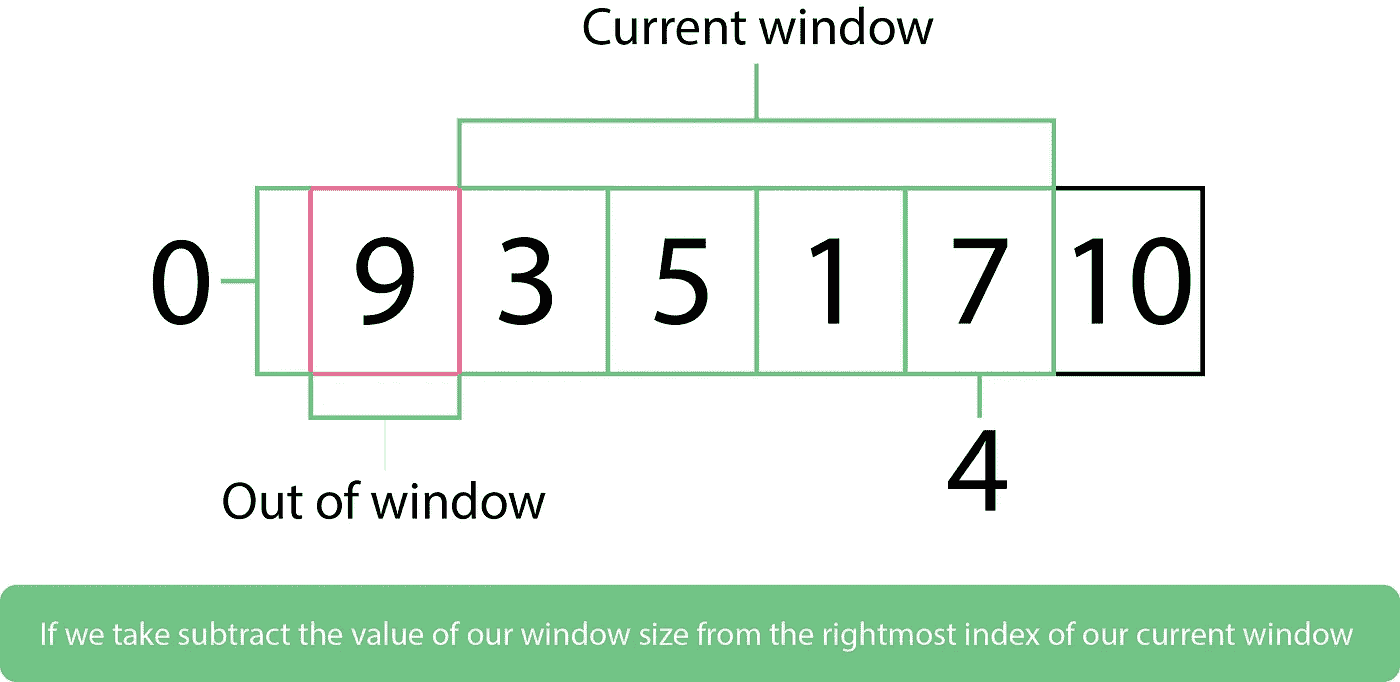 Current window
0 9 3 5 1 7 10
4
Out of window
If we take subtract the value of our window size from the rightmost index of our current window